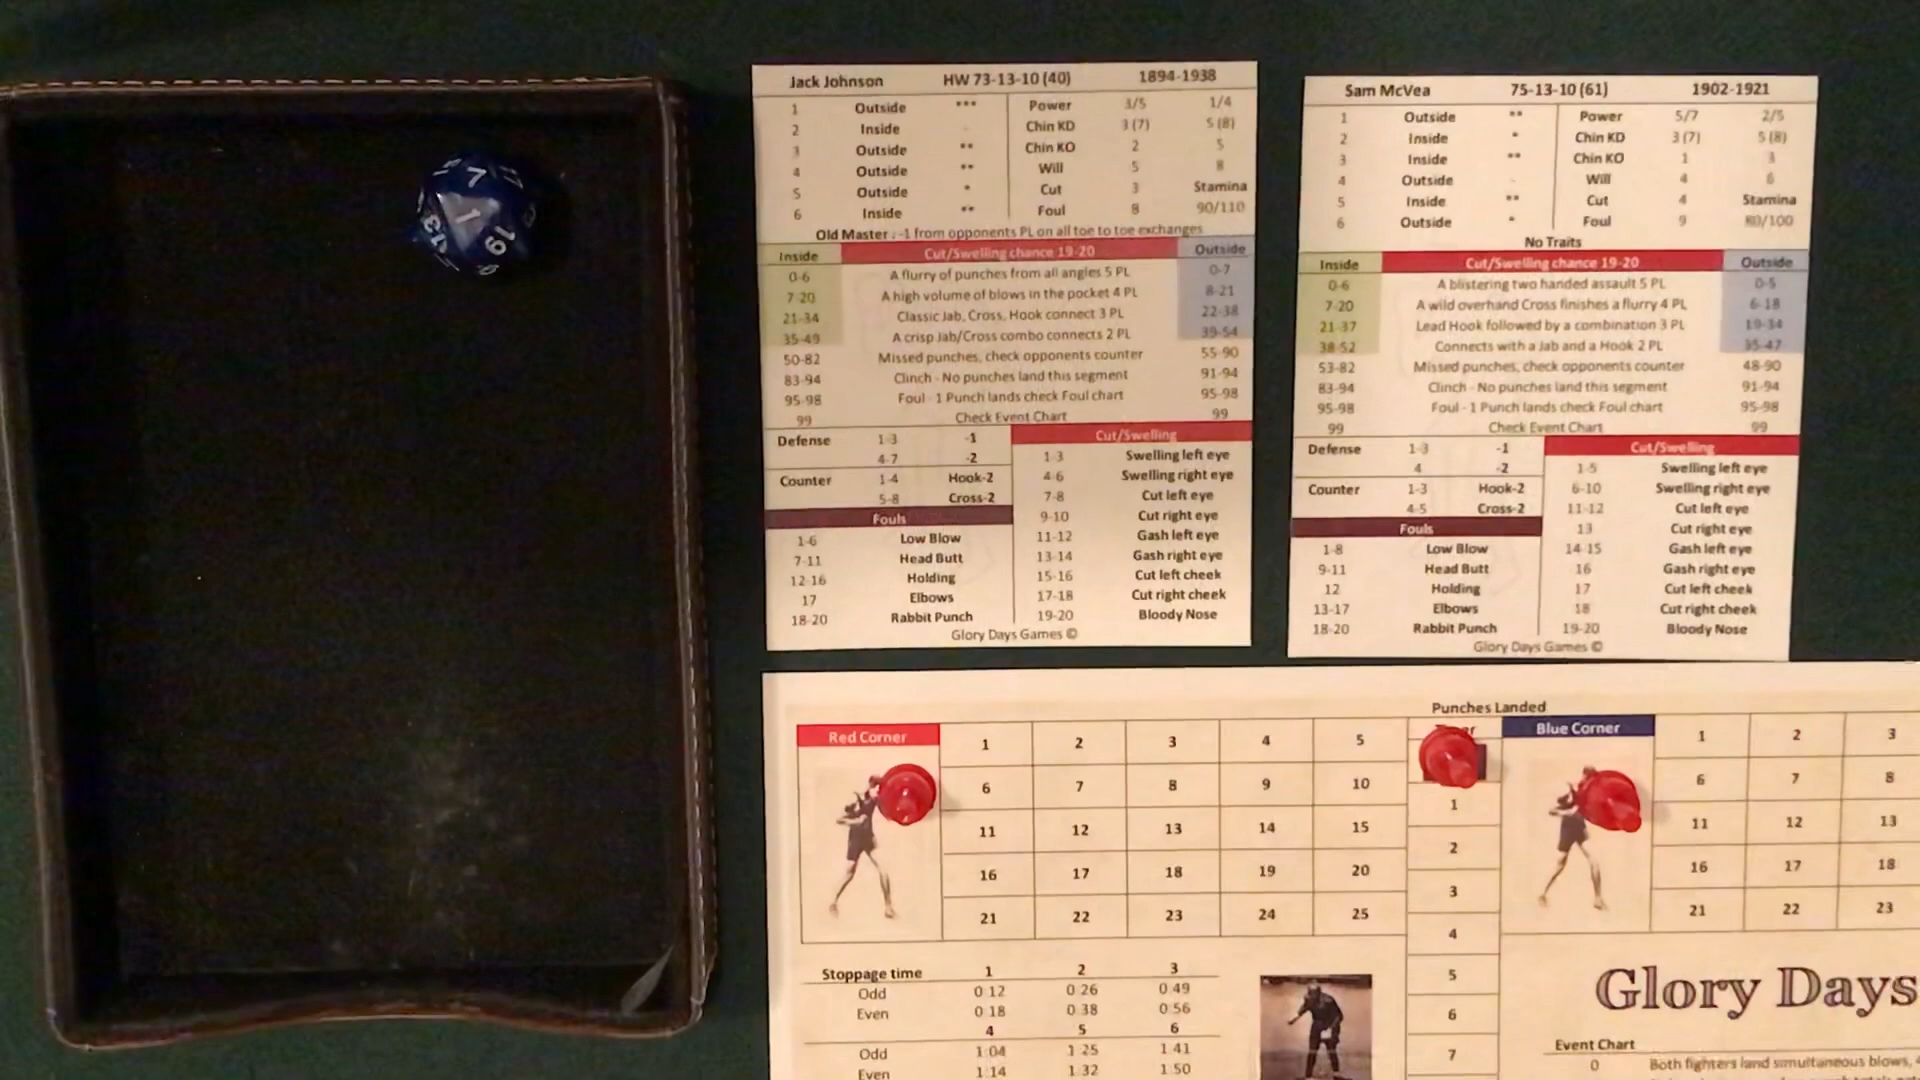 Jack Johnson HW 73-13-10 (40) 1894-1938
1 Outside *** Power 3/5 1/4
2 Inside - Chin KD 3 (7) 5 (8)
3 Outside ** Chin KO 2 5
4 Outside ** Will 5 8
5 Outside * Cut 3 Stamina
6 Inside ** Foul 8 90/110
Old Master : -1 from opponents PL on all toe to toe exchanges
Inside Cut/Swelling chance 19-20 Outside
0-6 A flurry of punches from all angles 5 PL 0-7
7-20 A high volume of blows in the pocket 4 PL 8-21
21-34 Classic Jab, Cross, Hook connect 3 PL 22-38
35-49 A crisp Jab/Cross combo connects 2 PL 39-54
50-82 Missed punches, check opponents counter 55-90
83-94 Clinch - No punches land this segment 91-94
95-98 Foul - 1 Punch lands check Foul chart 95-98
99 Check Event Chart 99
Defense 1-3 -1
4-7 -2
Counter 1-4 Hook-2
5-8 Cross-2
Fouls
1-6 Low Blow
7-11 Head Butt
12-16 Holding
17 Elbows
18-20 Rabbit Punch
Cut/Swelling
1-3 Swelling left eye
4-6 Swelling right eye
7-8 Cut left eye
9-10 Cut right eye
11-12 Gash left eye
13-14 Gash right eye
15-16 Cut left cheek
17-18 Cut right cheek
19-20 Bloody Nose
Glory Days Games ©
Sam McVea 75-13-10 (61) 1902-1921
1 Outside ** Power 5/7 2/5
2 Inside * Chin KD 3 (7) 5 (8)
3 Inside ** Chin KO 1 3
4 Outside - Will 4 6
5 Inside ** Cut 4 Stamina
6 Outside * Foul 9 80/100
No Traits
Inside Cut/Swelling chance 19-20 Outside
0-6 A blistering two handed assault 5 PL 0-5
7-20 A wild overhand Cross finishes a flurry 4 PL 6-18
21-37 Lead Hook followed by a combination 3 PL 19-34
38-52 Connects with a Jab and a Hook 2 PL 35-47
53-82 Missed punches, check opponents counter 48-90
83-94 Clinch - No punches land this segment 91-94
95-98 Foul - 1 Punch lands check Foul chart 95-98
99 Check Event Chart 99
Defense 1-3 -1
4 -2
Counter 1-3 Hook-2
4-5 Cross-2
Fouls
1-8 Low Blow
9-11 Head Butt
12 Holding
13-17 Elbows
18-20 Rabbit Punch
Cut/Swelling
1-5 Swelling left eye
6-10 Swelling right eye
11-12 Cut left eye
13 Cut right eye
14-15 Gash left eye
16 Gash right eye
17 Cut left cheek
18 Cut right cheek
19-20 Bloody Nose
Glory Days Games ©
7
1
19
13
Punches Landed
Red Corner 1 2 3 4 5
6 7 8 9 10
11 12 13 14 15
16 17 18 19 20
21 22 23 24 25
1
2
3
4
5
6
7
Blue Corner 1 2 3
6 7 8
11 12 13
16 17 18
21 22 23
Stoppage time 1 2 3
Odd 0:12 0:26 0:49
Even 0:18 0:38 0:56
4 5 6
Odd 1:04 1:25 1:41
Even 1:14 1:32 1:50
Glory Days
Event Chart
0 Both fighters land simultaneous blows,